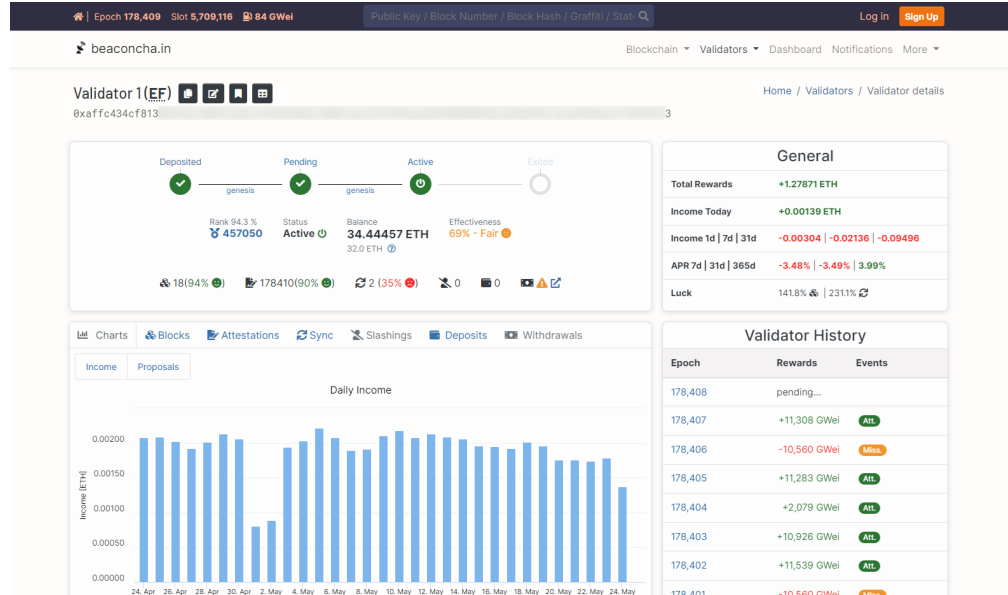 Epoch 178,409 Slot 5,709,116 84 GWei
Public Key / Block Number / Block Hash / Graffiti / Stat
Log in Sign Up
beaconcha.in
Blockchain Validators Dashboard Notifications More
Validator 1 (EF)
0xaffc434cf813 3
Home / Validators / Validator details
Deposited Pending Active Exited
genesis genesis
Rank 94.3 % Status Balance Effectiveness
457050 Active 34.44457 ETH 69% - Fair
32.0 ETH
18(94% ) 178410(90% ) 2 (35% ) 0 0
General
Total Rewards +1.27871 ETH
Income Today +0.00139 ETH
Income 1d | 7d | 31d -0.00304 | -0.02136 | -0.09496
APR 7d | 31d | 365d -3.48% | -3.49% | 3.99%
Luck 141.8% | 231.1%
Charts Blocks Attestations Sync Slashings Deposits Withdrawals
Income Proposals
Daily Income
Income [ETH]
0.00200
0.00150
0.00100
0.00050
0.00000
24. Apr 26. Apr 28. Apr 30. Apr 2. May 4. May 6. May 8. May 10. May 12. May 14. May 16. May 18. May 20. May 22. May 24. May
Validator History
Epoch Rewards Events
178,408 pending...
178,407 +11,308 GWei Att.
178,406 -10,560 GWei Miss.
178,405 +11,283 GWei Att.
178,404 +2,079 GWei Att.
178,403 +10,926 GWei Att.
178,402 +11,539 GWei Att.
178,401 -10,560 GWei Miss.